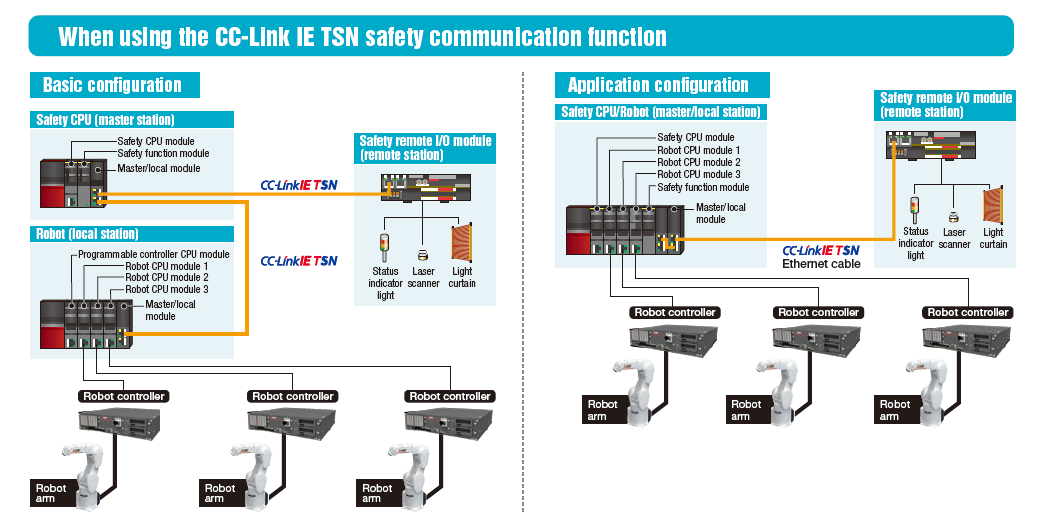 When using the CC-Link IE TSN safety communication function
Basic configuration
Safety CPU (master station)
Safety CPU module
Safety function module
Master/local module
CC-Link IE TSN
Safety remote I/O module
(remote station)
Status
indicator
light
Laser
scanner
Light
curtain
Robot (local station)
Programmable controller CPU module
Robot CPU module 1
Robot CPU module 2
Robot CPU module 3
Master/local
module
CC-Link IE TSN
Robot controller
Robot controller
Robot controller
Robot
arm
Robot
arm
Robot
arm
Application configuration
Safety CPU/Robot (master/local station)
Safety CPU module
Robot CPU module 1
Robot CPU module 2
Robot CPU module 3
Safety function module
Master/local
module
Safety remote I/O module
(remote station)
Status
indicator
light
Laser
scanner
Light
curtain
CC-Link IE TSN
Ethernet cable
Robot controller
Robot controller
Robot controller
Robot
arm
Robot
arm
Robot
arm